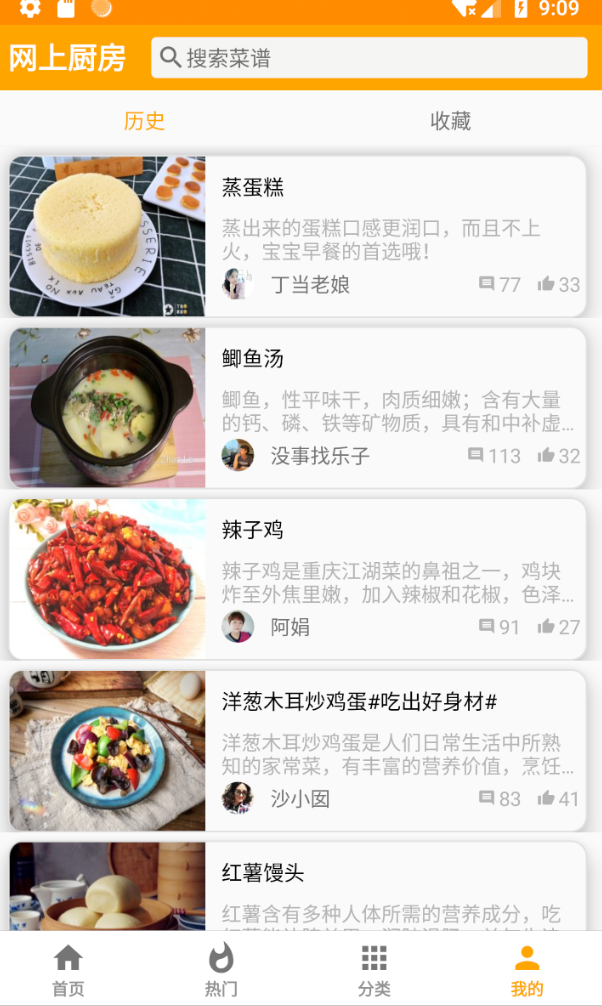 9:09
网上厨房
搜索菜谱
历史
收藏
蒸蛋糕
蒸出来的蛋糕口感更润口，而且不上
火，宝宝早餐的首选哦！
丁当老娘
77
33
鲫鱼汤
鲫鱼，性平味干，肉质细嫩；含有大量
的钙、磷、铁等矿物质，具有和中补虚...
没事找乐子
113
32
辣子鸡
辣子鸡是重庆江湖菜的鼻祖之一，鸡块
炸至外焦里嫩，加入辣椒和花椒，色泽...
阿娟
91
27
洋葱木耳炒鸡蛋#吃出好身材#
洋葱木耳炒鸡蛋是人们日常生活中所熟
知的家常菜，有丰富的营养价值，烹饪...
沙小囡
83
41
红薯馒头
红薯含有多种人体所需的营养成分，吃
首页
热门
分类
我的